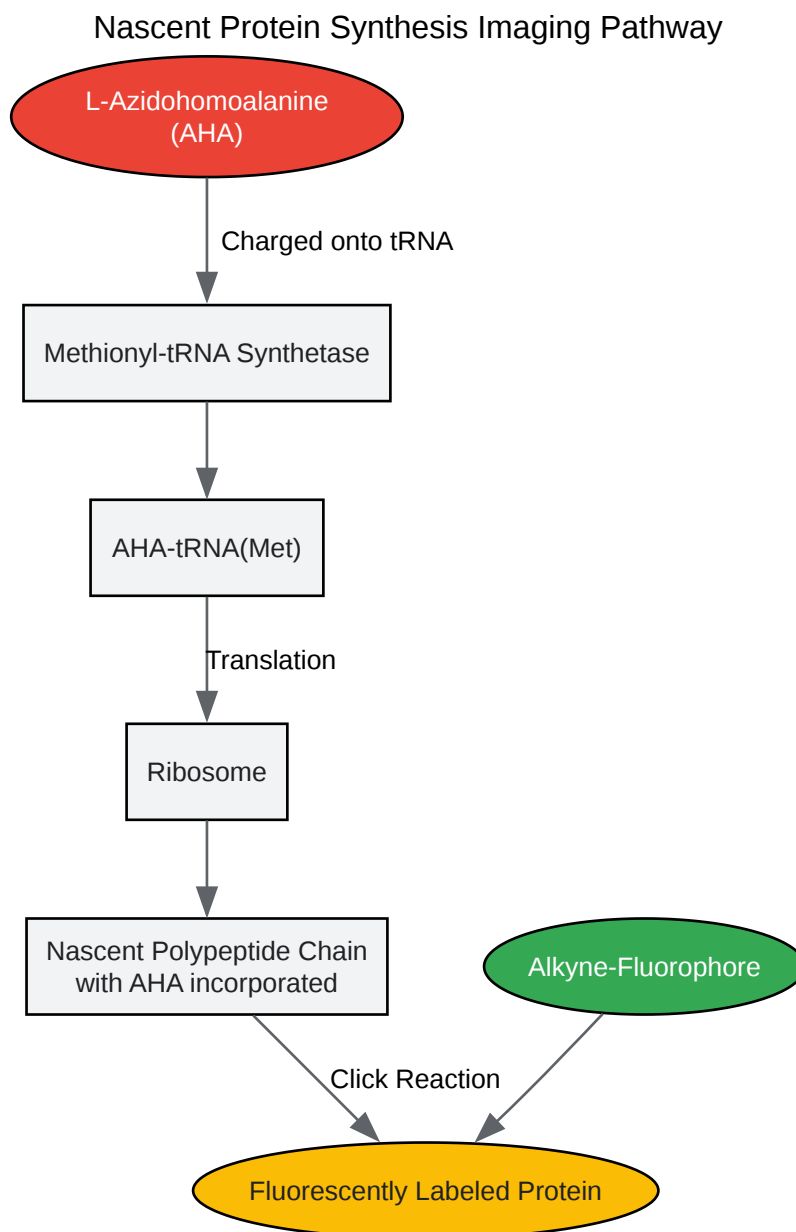 Nascent Protein Synthesis Imaging Pathway
L-Azidohomoalanine
(AHA)
Charged onto tRNA
Methionyl-tRNA Synthetase
AHA-tRNA(Met)
Translation
Ribosome
Nascent Polypeptide Chain
with AHA incorporated
Alkyne-Fluorophore
Click Reaction
Fluorescently Labeled Protein